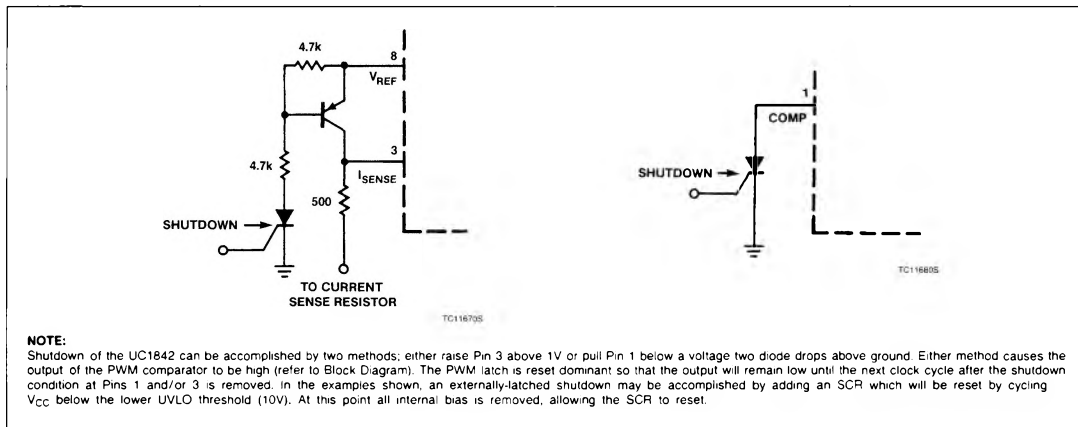 4.7k
8
VREF
4.7k
3
ISENSE
500
SHUTDOWN
TO CURRENT
SENSE RESISTOR
TC11670S
1
COMP
SHUTDOWN
TC11680S
NOTE:
Shutdown of the UC1842 can be accomplished by two methods; either raise Pin 3 above 1V or pull Pin 1 below a voltage two diode drops above ground. Either method causes the
output of the PWM comparator to be high (refer to Block Diagram). The PWM latch is reset dominant so that the output will remain low until the next clock cycle after the shutdown
condition at Pins 1 and/or 3 is removed. In the examples shown, an externally-latched shutdown may be accomplished by adding an SCR which will be reset by cycling
VCC below the lower UVLO threshold (10V). At this point all internal bias is removed, allowing the SCR to reset.